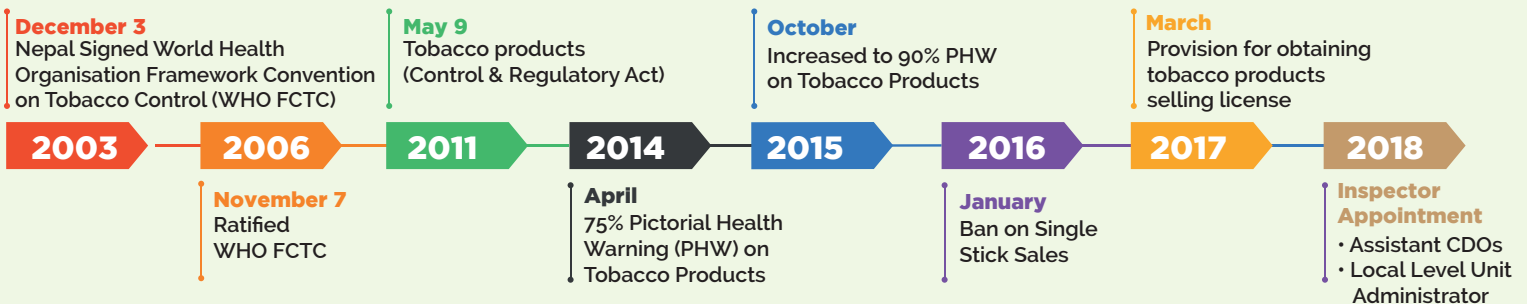 December 3
Nepal Signed World Health
Organisation Framework Convention
on Tobacco Control (WHO FCTC)
May 9
Tobacco products
(Control & Regulatory Act)
October
Increased to 90% PHW
on Tobacco Products
March
Provision for obtaining
tobacco products
selling license
2003
2006
2011
2014
2015
2016
2017
2018
November 7
Ratified
WHO FCTC
April
75% Pictorial Health
Warning (PHW) on
Tobacco Products
January
Ban on Single
Stick Sales
Inspector
Appointment
• Assistant CDOs
• Local Level Unit
Administrator